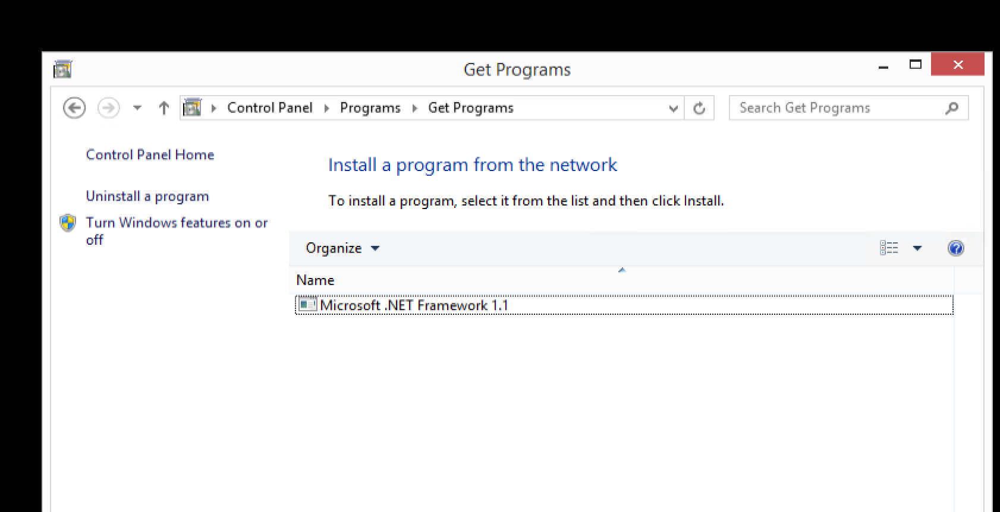 Get Programs
Control Panel Programs Get Programs
Search Get Programs
Control Panel Home
Uninstall a program
Turn Windows features on or
off
Install a program from the network
To install a program, select it from the list and then click Install.
Organize
Name
Microsoft .NET Framework 1.1